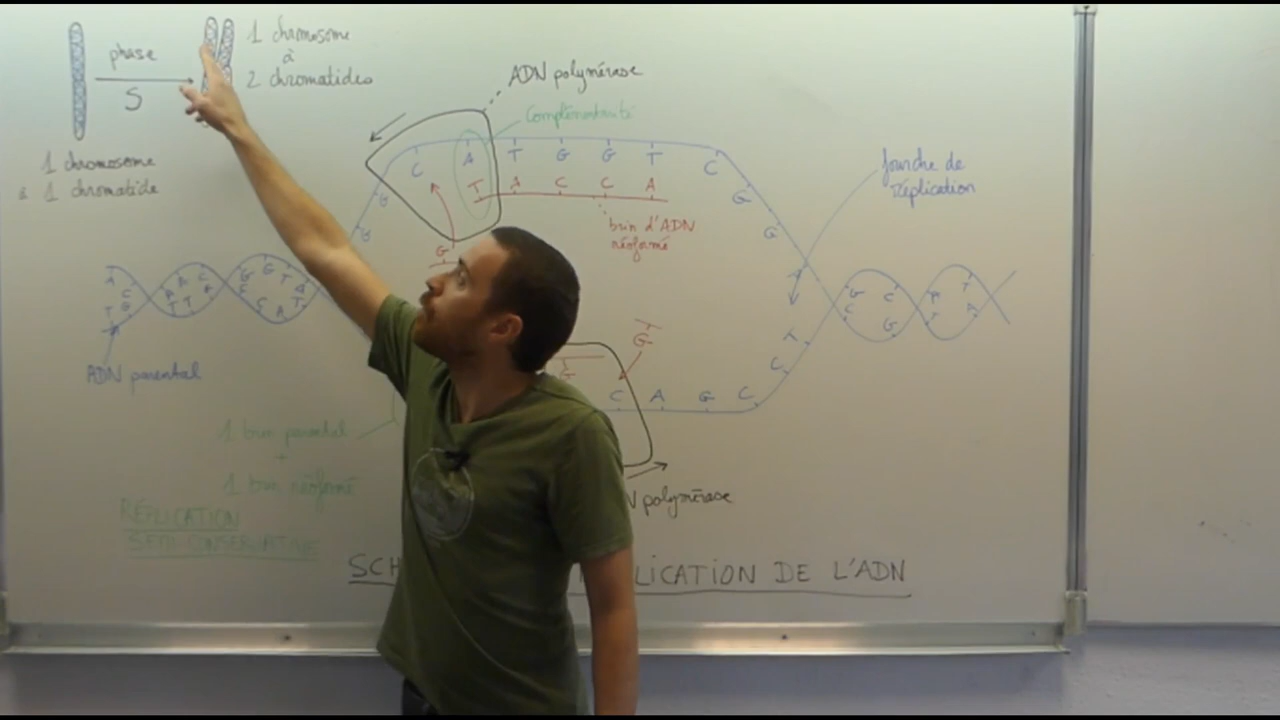 phase
S
1 chromosome
à
2 chromatides
1 chromosome
à 1 chromatide
ADN polymérase
Complémentarité
C A T G G T C G G A
T A C C A
G
G
brin d'ADN
néoformé
fourche de
réplication
ADN parental
G
C A G C C T
N polymérase
1 brin parental
+
1 brin néoformé
RÉPLICATION
SEMI CONSERVATIVE
SCH LICATION DE L'ADN